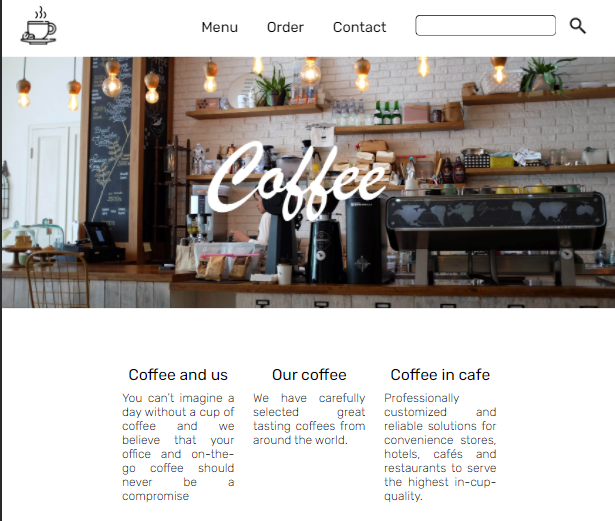 Menu Order Contact
Coffee
Coffee and us
You can't imagine a
day without a cup of
coffee and we
believe that your
office and on-the-
go coffee should
never be a
compromise
Our coffee
We have carefully
selected great
tasting coffees from
around the world.
Coffee in cafe
Professionally
customized and
reliable solutions for
convenience stores,
hotels, cafés and
restaurants to serve
the highest in-cup-
quality.